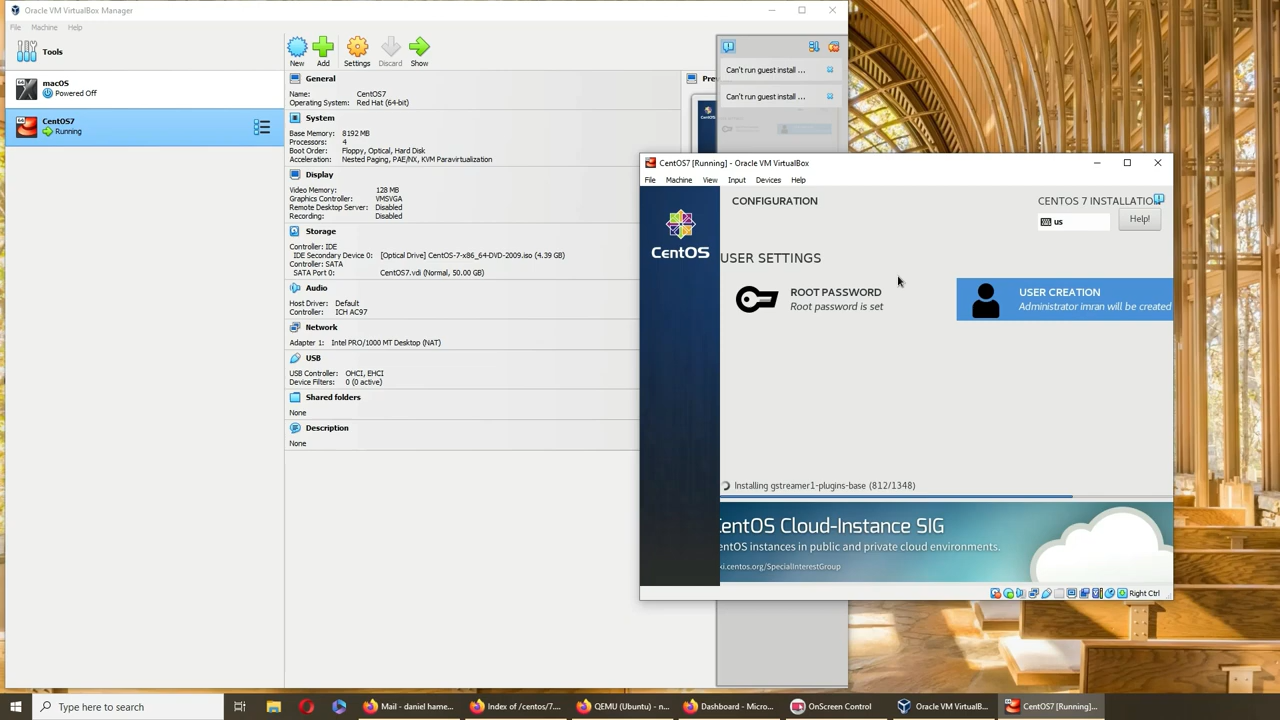 Oracle VM VirtualBox Manager
File Machine Help
Tools
macOS
Powered Off
CentOS7
Running
New Add Settings Discard Show
General
Name: CentOS7
Operating System: Red Hat (64-bit)
System
Base Memory: 8192 MB
Processors: 4
Boot Order: Floppy, Optical, Hard Disk
Acceleration: Nested Paging, PAE/NX, KVM Paravirtualization
Display
Video Memory: 128 MB
Graphics Controller: VMSVGA
Remote Desktop Server: Disabled
Recording: Disabled
Storage
Controller: IDE
IDE Secondary Device 0: [Optical Drive] CentOS-7-x86_64-DVD-2009.iso (4.39 GB)
Controller: SATA
SATA Port 0: CentOS7.vdi (Normal, 50.00 GB)
Audio
Host Driver: Default
Controller: ICH AC97
Network
Adapter 1: Intel PRO/1000 MT Desktop (NAT)
USB
USB Controller: OHCI, EHCI
Device Filters: 0 (0 active)
Shared folders
None
Description
None
Pre
Can't run guest install ...
Can't run guest install ...
CentOS7 [Running] - Oracle VM VirtualBox
File Machine View Input Devices Help
CentOS
CONFIGURATION
CENTOS 7 INSTALLATIO
us
Help!
USER SETTINGS
ROOT PASSWORD
Root password is set
USER CREATION
Administrator imran will be created
Installing gstreamer1-plugins-base (812/1348)
entOS Cloud-Instance SIG
entOS instances in public and private cloud environments.
ki.centos.org/SpecialInterestGroup
Right Ctrl
Type here to search
Mail - daniel hame...
Index of /centos/7....
QEMU (Ubuntu) - n...
Dashboard - Micro...
OnScreen Control
Oracle VM VirtualB...
CentOS7 [Running]...